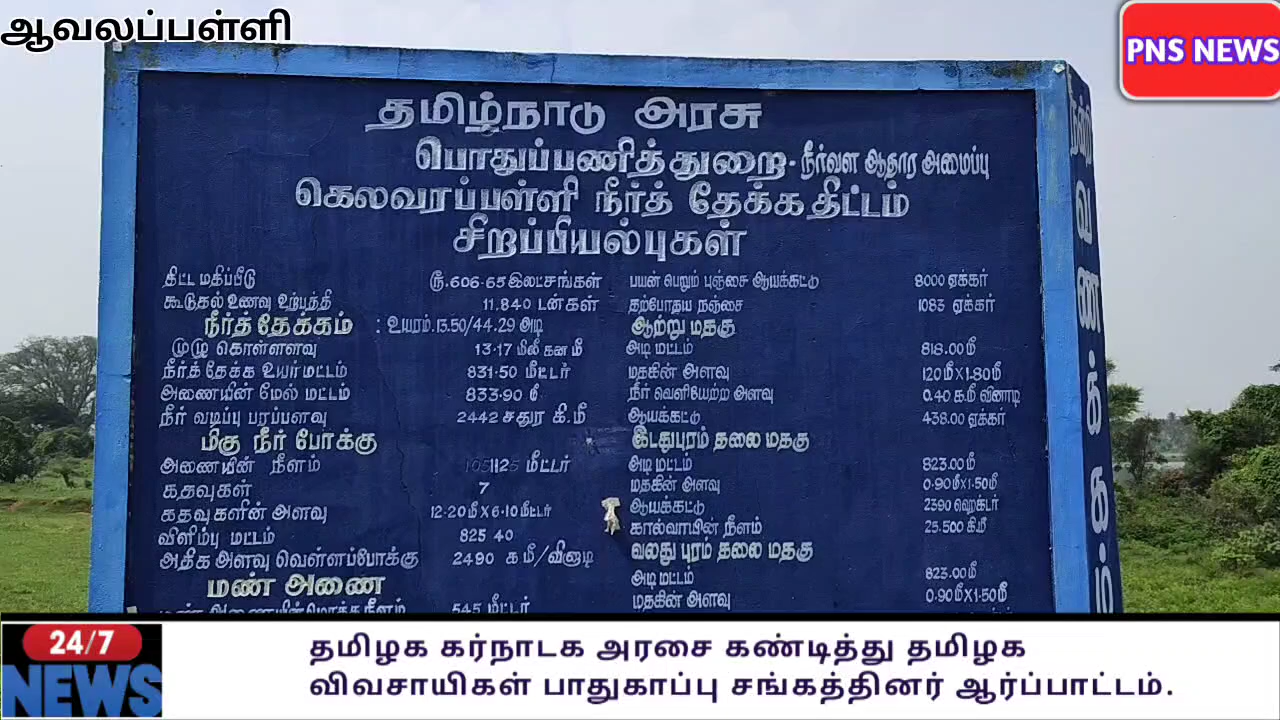 ஆவலப்பள்ளி
PNS NEWS
தமிழ்நாடு அரசு
பொதுப்பணித்துறை - நீர்வள ஆதார அமைப்பு
கெலவரப்பள்ளி நீர்த் தேக்க திட்டம்
சிறப்பியல்புகள்
திட்ட மதிப்பீடு ரூ.606.65 இலட்சங்கள்
கூடுதல் உணவு உற்பத்தி 11.840 டன்கள்
நீர்த் தேக்கம் : உயரம்.13.50/44.29 அடி
முழு கொள்ளளவு 13.17 மிலி கன மீ
நீர்க் தேக்க உயர் மட்டம் 831.50 மீட்டர்
அணையின் மேல் மட்டம் 833.90 மீ
நீர் வடிப்பு பரப்பளவு 2442 சதுர கி.மீ
மிகு நீர் போக்கு
அணையின் நீளம் மீட்டர்
கதவுகள் 7
கதவுகளின் அளவு 12.20 மீ X 6.10 மீட்டர்
விளிம்பு மட்டம் 825 40
அதிக அளவு வெள்ளப்போக்கு 2490 க மீ/வினாடி
மண் அணை
மண் அணையின் மொத்த நீளம் 545 மீட்டர்
பயன் பெறும் புஞ்சை ஆயக்கட்டு 8000 ஏக்கர்
தற்போதய நஞ்சை 1083 ஏக்கர்
ஆற்று மதகு
அடி மட்டம் 818.00 மீ
மதகின் அளவு 120 மீ X 1.80 மீ
நீர் வெளியேற்ற அளவு 0.40 க.மீ வினாடி
ஆயக்கட்டு 438.00 ஏக்கர்
இடதுபுரம் தலை மதகு
அடி மட்டம் 823.00 மீ
மதகின் அளவு 0.90 மீ X 1.50 மீ
ஆயக்கட்டு 2390 ஹெக்டர்
கால்வாயின் நீளம் 25.500 கி.மீ
வலது புரம் தலை மதகு
அடி மட்டம் 823.00 மீ
மதகின் அளவு 0.90 மீ X 1.50 மீ
24/7
NEWS
தமிழக கர்நாடக அரசை கண்டித்து தமிழக
விவசாயிகள் பாதுகாப்பு சங்கத்தினர் ஆர்ப்பாட்டம்.